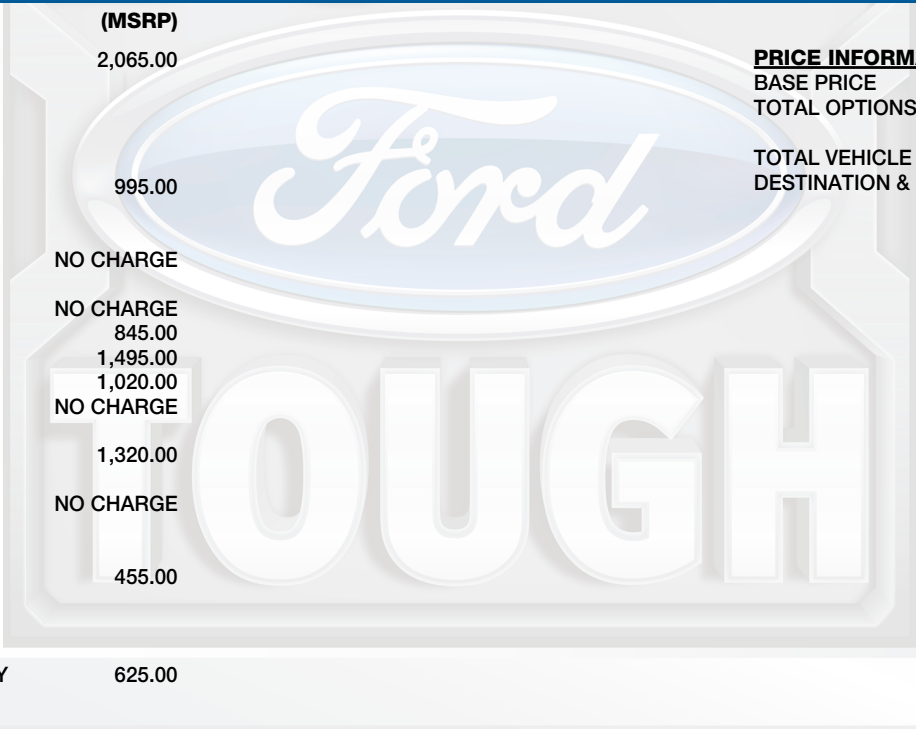 (MSRP)
2,065.00
995.00
NO CHARGE
NO CHARGE
845.00
1,495.00
1,020.00
NO CHARGE
1,320.00
NO CHARGE
455.00
Y 625.00
PRICE INFORMA
BASE PRICE
TOTAL OPTIONS
TOTAL VEHICLE
DESTINATION &
Ford
TOUGH